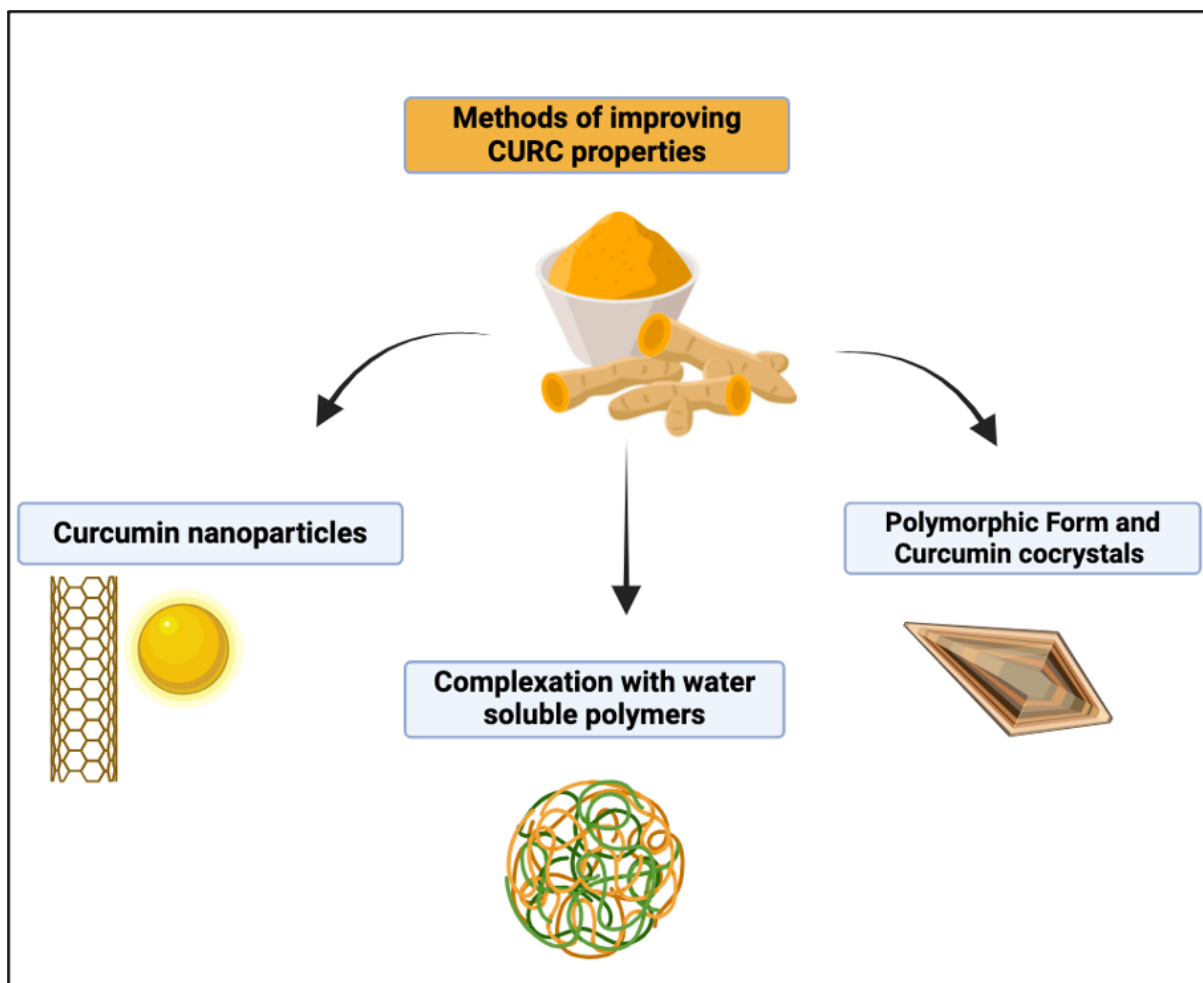 Methods of improving
CURC properties
Curcumin nanoparticles
Polymorphic Form and
Curcumin cocrystals
Complexation with water
soluble polymers